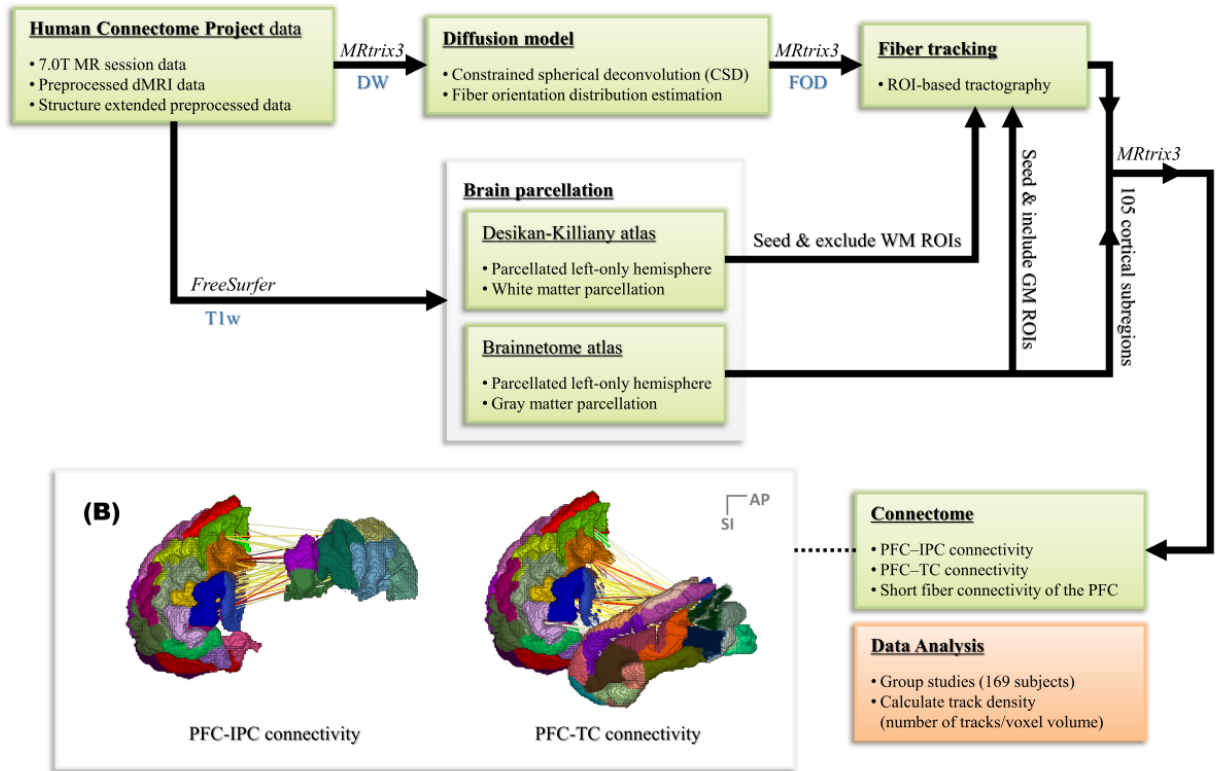 Human Connectome Project data
• 7.0T MR session data
• Preprocessed dMRI data
• Structure extended preprocessed data
MRtrix3
DW
Diffusion model
• Constrained spherical deconvolution (CSD)
• Fiber orientation distribution estimation
MRtrix3
FOD
Fiber tracking
• ROI-based tractography
MRtrix3
Brain parcellation
Desikan-Killiany atlas
• Parcellated left-only hemisphere
• White matter parcellation
Seed & exclude WM ROIs
Seed & include GM ROIs
105 cortical subregions
FreeSurfer
T1w
Brainnetome atlas
• Parcellated left-only hemisphere
• Gray matter parcellation
(B)
AP
SI
PFC-IPC connectivity
PFC-TC connectivity
Connectome
• PFC–IPC connectivity
• PFC–TC connectivity
• Short fiber connectivity of the PFC
Data Analysis
• Group studies (169 subjects)
• Calculate track density
(number of tracks/voxel volume)